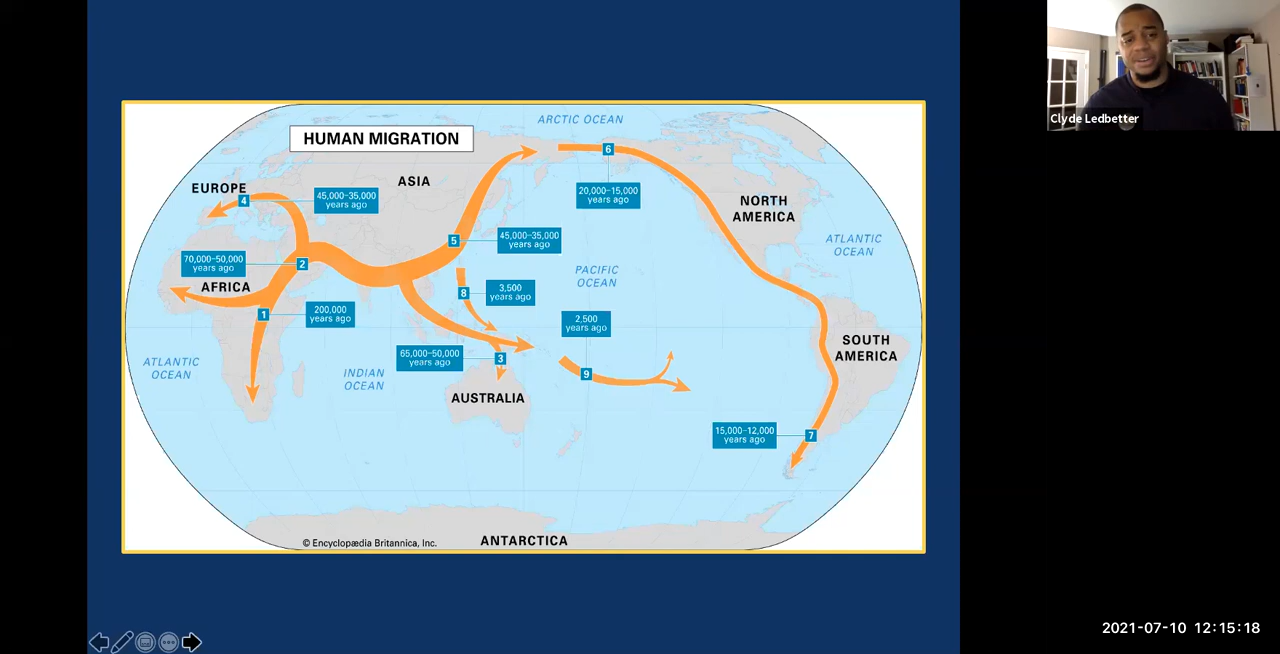 HUMAN MIGRATION
ARCTIC OCEAN
6
EUROPE
4
45,000–35,000
years ago
ASIA
20,000–15,000
years ago
NORTH
AMERICA
5
45,000–35,000
years ago
ATLANTIC
OCEAN
70,000–50,000
years ago
2
AFRICA
PACIFIC
OCEAN
8
3,500
years ago
1
200,000
years ago
2,500
years ago
SOUTH
AMERICA
65,000–50,000
years ago
3
ATLANTIC
OCEAN
INDIAN
OCEAN
9
AUSTRALIA
15,000–12,000
years ago
7
© Encyclopædia Britannica, Inc.
ANTARCTICA
Clyde Ledbetter
2021-07-10 12:15:18